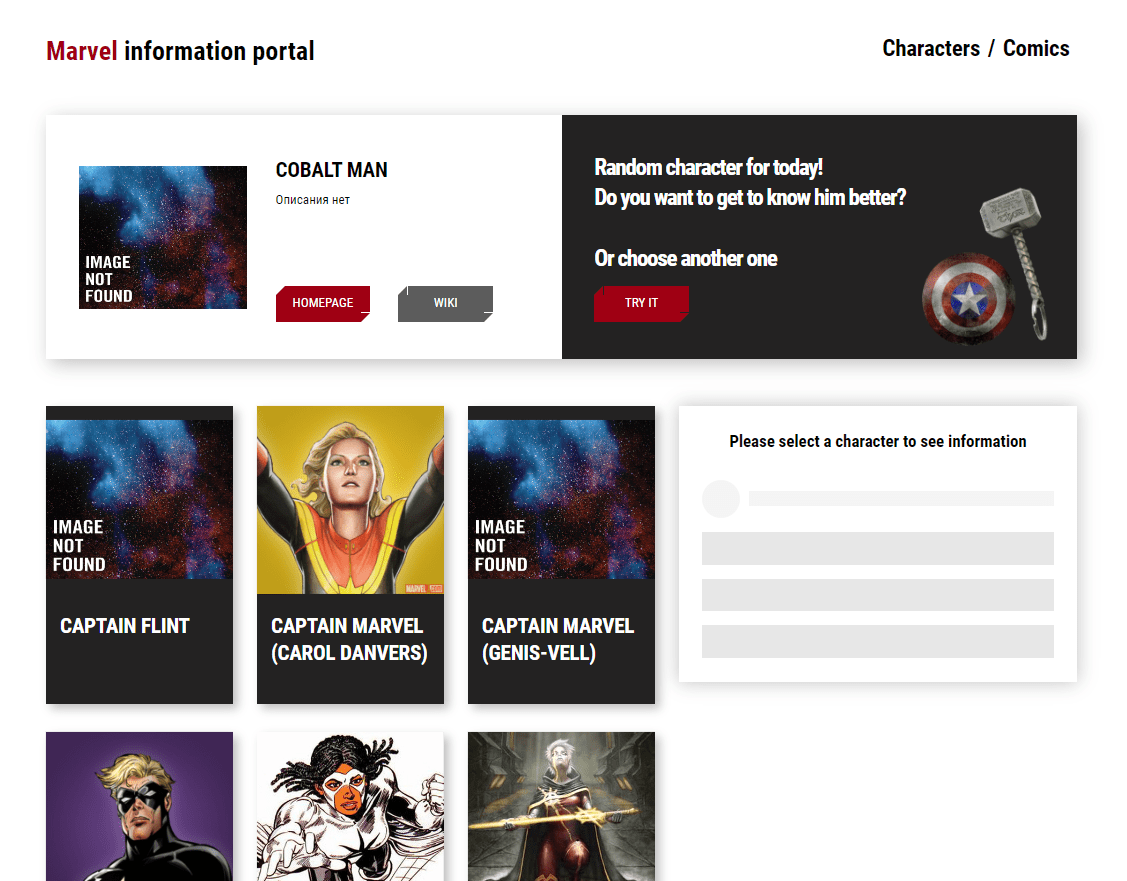 Marvel information portal
Characters / Comics
COBALT MAN
Описания нет
IMAGE
NOT
FOUND
HOMEPAGE
WIKI
Random character for today!
Do you want to get to know him better?
Or choose another one
TRY IT
IMAGE
NOT
FOUND
CAPTAIN FLINT
CAPTAIN MARVEL
(CAROL DANVERS)
IMAGE
NOT
FOUND
CAPTAIN MARVEL
(GENIS-VELL)
Please select a character to see information